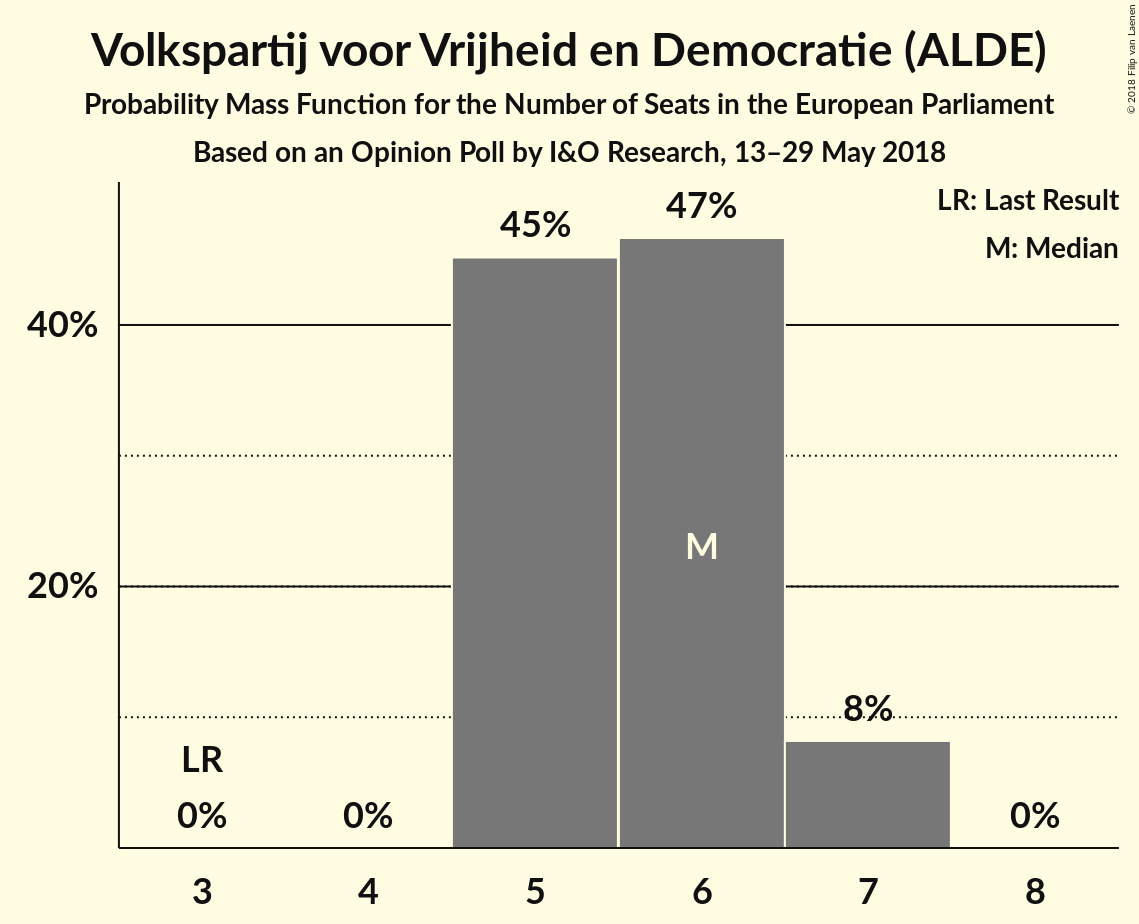 Volkspartij voor Vrijheid en Democratie (ALDE)
Probability Mass Function for the Number of Seats in the European Parliament
Based on an Opinion Poll by I&O Research, 13–29 May 2018
© 2018 Filip van Laenen
LR: Last Result
M: Median
45%
47%
40%
M
20%
8%
LR
0%
0%
0%
3
4
5
6
7
8